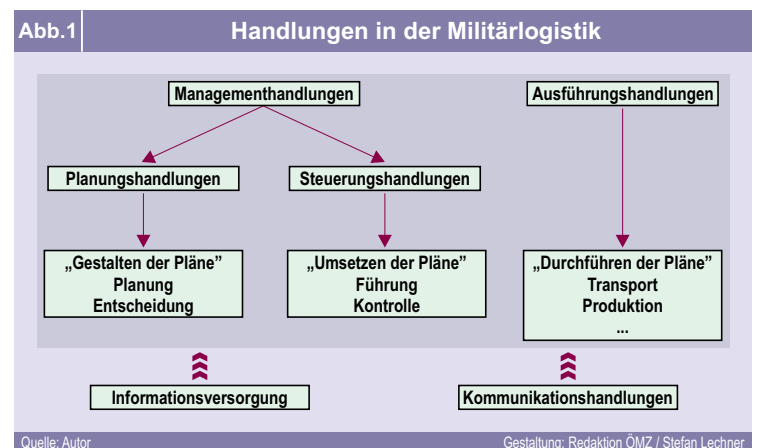 Abb.1
Handlungen in der Militärlogistik
Managementhandlungen
Ausführungshandlungen
Planungshandlungen
Steuerungshandlungen
„Gestalten der Pläne”
Planung
Entscheidung
„Umsetzen der Pläne”
Führung
Kontrolle
„Durchführen der Pläne”
Transport
Produktion
...
Informationsversorgung
Kommunikationshandlungen
Quelle: Autor
Gestaltung: Redaktion ÖMZ / Stefan Lechner